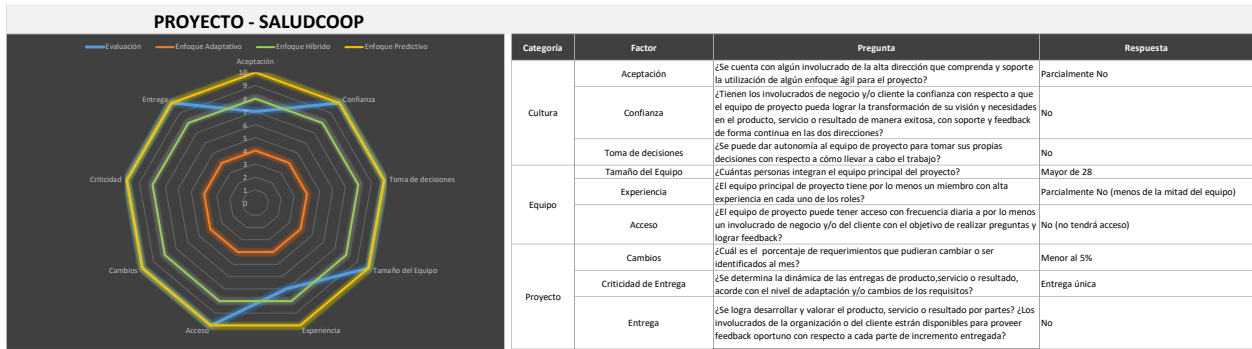 PROYECTO - SALUDCOOP
Evaluación Enfoque Adaptativo Enfoque Híbrido Enfoque Predictivo
Aceptación
10
9
8
7
6
5
4
3
2
1
0
Confianza
Toma de decisiones
Tamaño del Equipo
Experiencia
Acceso
Cambios
Criticidad
Entrega
Categoría Factor Pregunta Respuesta
Cultura
Aceptación
¿Se cuenta con algún involucrado de la alta dirección que comprenda y soporte
la utilización de algún enfoque ágil para el proyecto?
Parcialmente No
Confianza
¿Tienen los involucrados de negocio y/o cliente la confianza con respecto a que
el equipo de proyecto pueda lograr la transformación de su visión y necesidades
en el producto, servicio o resultado de manera exitosa, con soporte y feedback
de forma continua en las dos direcciones?
No
Toma de decisiones
¿Se puede dar autonomía al equipo de proyecto para tomar sus propias
decisiones con respecto a cómo llevar a cabo el trabajo?
No
Equipo
Tamaño del Equipo
¿Cuántas personas integran el equipo principal del proyecto?
Mayor de 28
Experiencia
¿El equipo principal de proyecto tiene por lo menos un miembro con alta
experiencia en cada uno de los roles?
Parcialmente No (menos de la mitad del equipo)
Acceso
¿El equipo de proyecto puede tener acceso con frecuencia diaria a por lo menos
un involucrado de negocio y/o del cliente con el objetivo de realizar preguntas y
lograr feedback?
No (no tendrá acceso)
Proyecto
Cambios
¿Cuál es el porcentaje de requerimientos que pudieran cambiar o ser
identificados al mes?
Menor al 5%
Criticidad de Entrega
¿Se determina la dinámica de las entregas de producto,servicio o resultado,
acorde con el nivel de adaptación y/o cambios de los requisitos?
Entrega única
Entrega
¿Se logra desarrollar y valorar el producto, servicio o resultado por partes? ¿Los
involucrados de la organización o del cliente estarán disponibles para proveer
feedback oportuno con respecto a cada parte de incremento entregada?
No